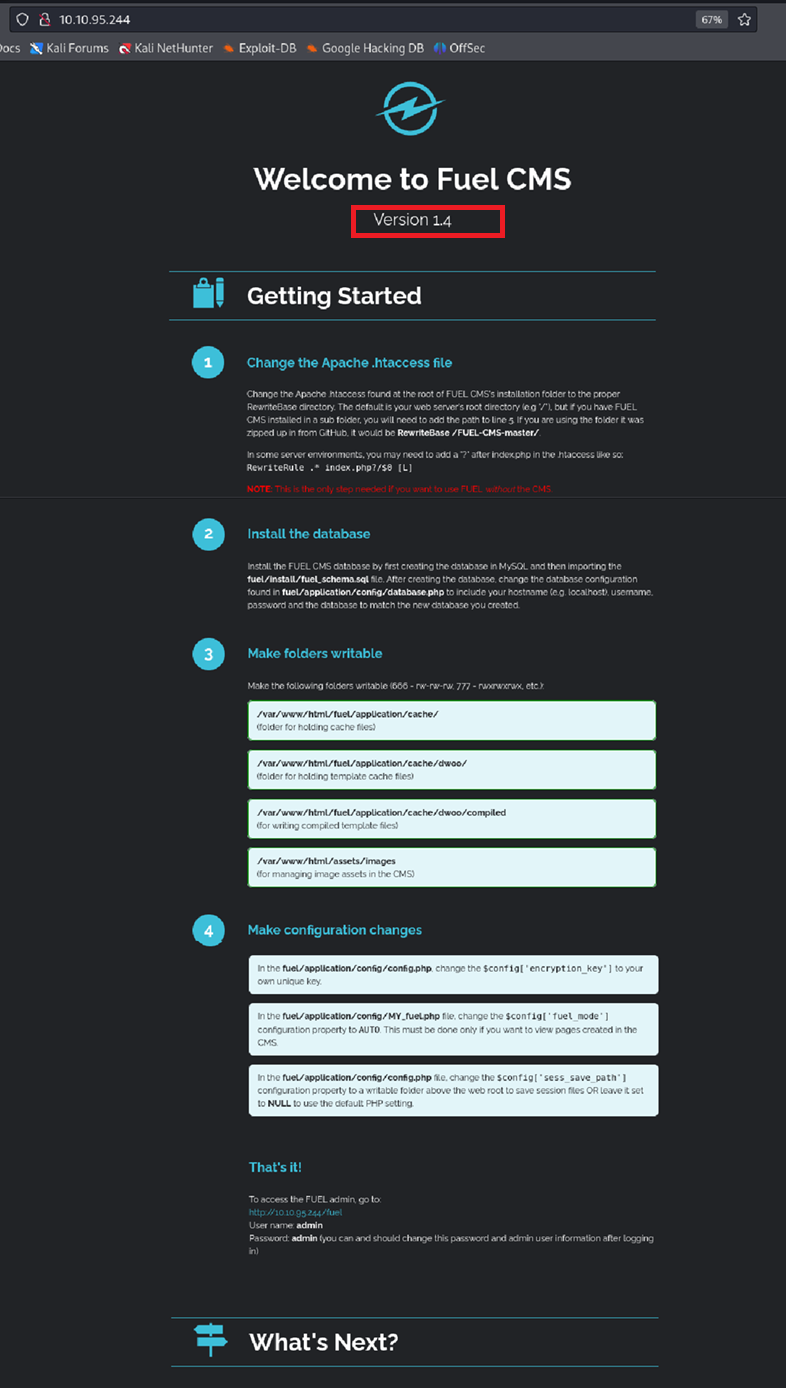 10.10.95.244
67%
Docs
Kali Forums
Kali NetHunter
Exploit-DB
Google Hacking DB
OffSec
Welcome to Fuel CMS
Version 1.4
Getting Started
1
Change the Apache .htaccess file
Change the Apache .htaccess found at the root of FUEL CMS's installation folder to the proper
RewriteBase directory. The default is your web server's root directory (e.g "/"), but if you have FUEL
CMS installed in a sub folder, you will need to add the path to line 5. If you are using the folder it was
zipped up in from GitHub, it would be RewriteBase /FUEL-CMS-master/.
In some server environments, you may need to add a "?" after index.php in the .htaccess like so:
RewriteRule .* index.php?/$0 [L]
NOTE: This is the only step needed if you want to use FUEL without the CMS.
2
Install the database
Install the FUEL CMS database by first creating the database in MySQL and then importing the
fuel/install/fuel_schema.sql file. After creating the database, change the database configuration
found in fuel/application/config/database.php to include your hostname (e.g. localhost), username,
password and the database to match the new database you created.
3
Make folders writable
Make the following folders writable (666 - rw-rw-rw, 777 - rwxrwxrwx, etc.):
/var/www/html/fuel/application/cache/
(folder for holding cache files)
/var/www/html/fuel/application/cache/dwoo/
(folder for holding template cache files)
/var/www/html/fuel/application/cache/dwoo/compiled
(for writing compiled template files)
/var/www/html/assets/images
(for managing image assets in the CMS)
4
Make configuration changes
In the fuel/application/config/config.php, change the $config['encryption_key'] to your
own unique key.
In the fuel/application/config/MY_fuel.php file, change the $config['fuel_mode']
configuration property to AUTO. This must be done only if you want to view pages created in the
CMS.
In the fuel/application/config/config.php file, change the $config['sess_save_path']
configuration property to a writable folder above the web root to save session files OR leave it set
to NULL to use the default PHP setting.
That's it!
To access the FUEL admin, go to:
http://10.10.95.244/fuel
User name: admin
Password: admin (you can and should change this password and admin user information after logging
in)
What's Next?